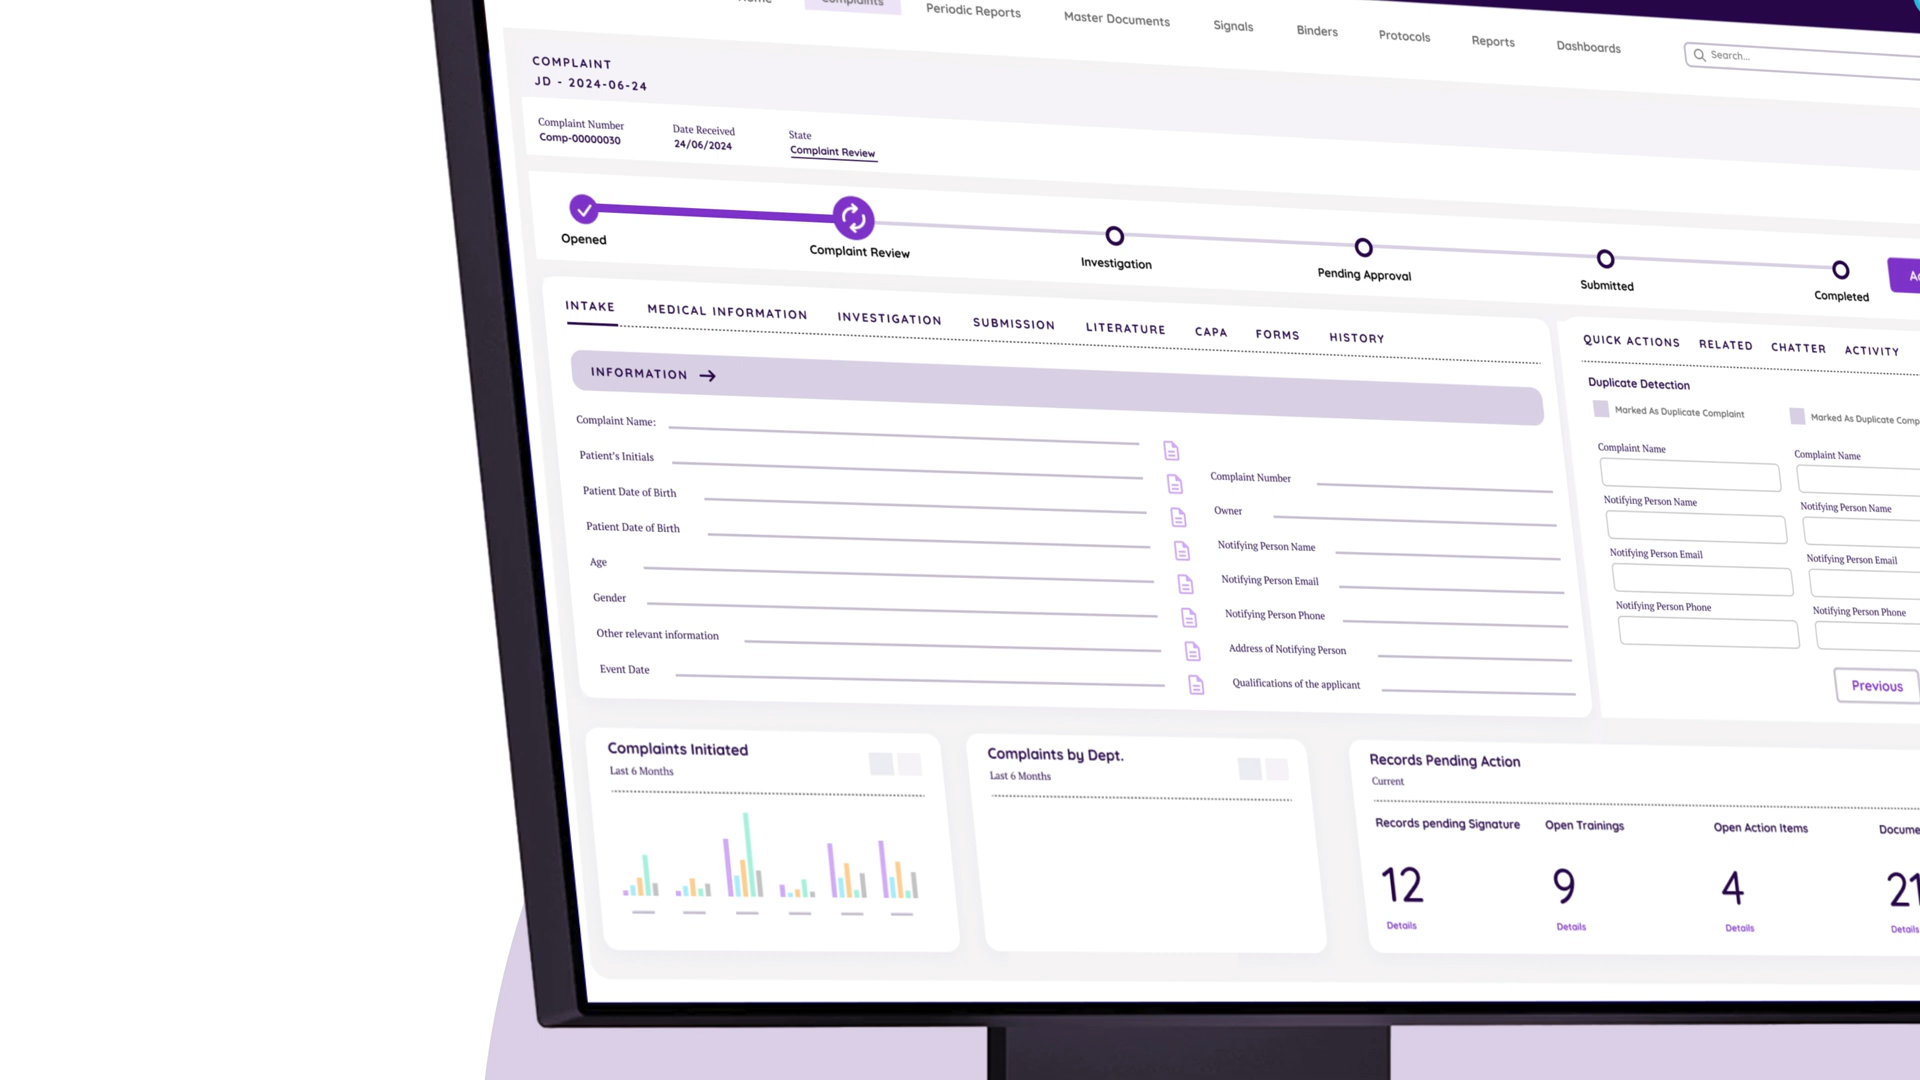 Complaints
Periodic Reports
Master Documents
Signals
Binders
Protocols
Reports
Dashboards
Search...
COMPLAINT
JD - 2024-06-24
Complaint Number
Comp-00000030
Date Received
24/06/2024
State
Complaint Review
Opened
Complaint Review
Investigation
Pending Approval
Submitted
Completed
INTAKE
MEDICAL INFORMATION
INVESTIGATION
SUBMISSION
LITERATURE
CAPA
FORMS
HISTORY
INFORMATION
Complaint Name:
Patient's Initials
Patient Date of Birth
Patient Date of Birth
Age
Gender
Other relevant information
Event Date
Complaint Number
Owner
Notifying Person Name
Notifying Person Email
Notifying Person Phone
Address of Notifying Person
Qualifications of the applicant
QUICK ACTIONS
RELATED
CHATTER
ACTIVITY
Duplicate Detection
Marked As Duplicate Complaint
Marked As Duplicate Comp
Complaint Name
Complaint Name
Notifying Person Name
Notifying Person Name
Notifying Person Email
Notifying Person Email
Notifying Person Phone
Notifying Person Phone
Previous
Complaints Initiated
Last 6 Months
Complaints by Dept.
Last 6 Months
Records Pending Action
Current
Records pending Signature
Open Trainings
Open Action Items
Docume
12
9
4
21
Details
Details
Details
Details